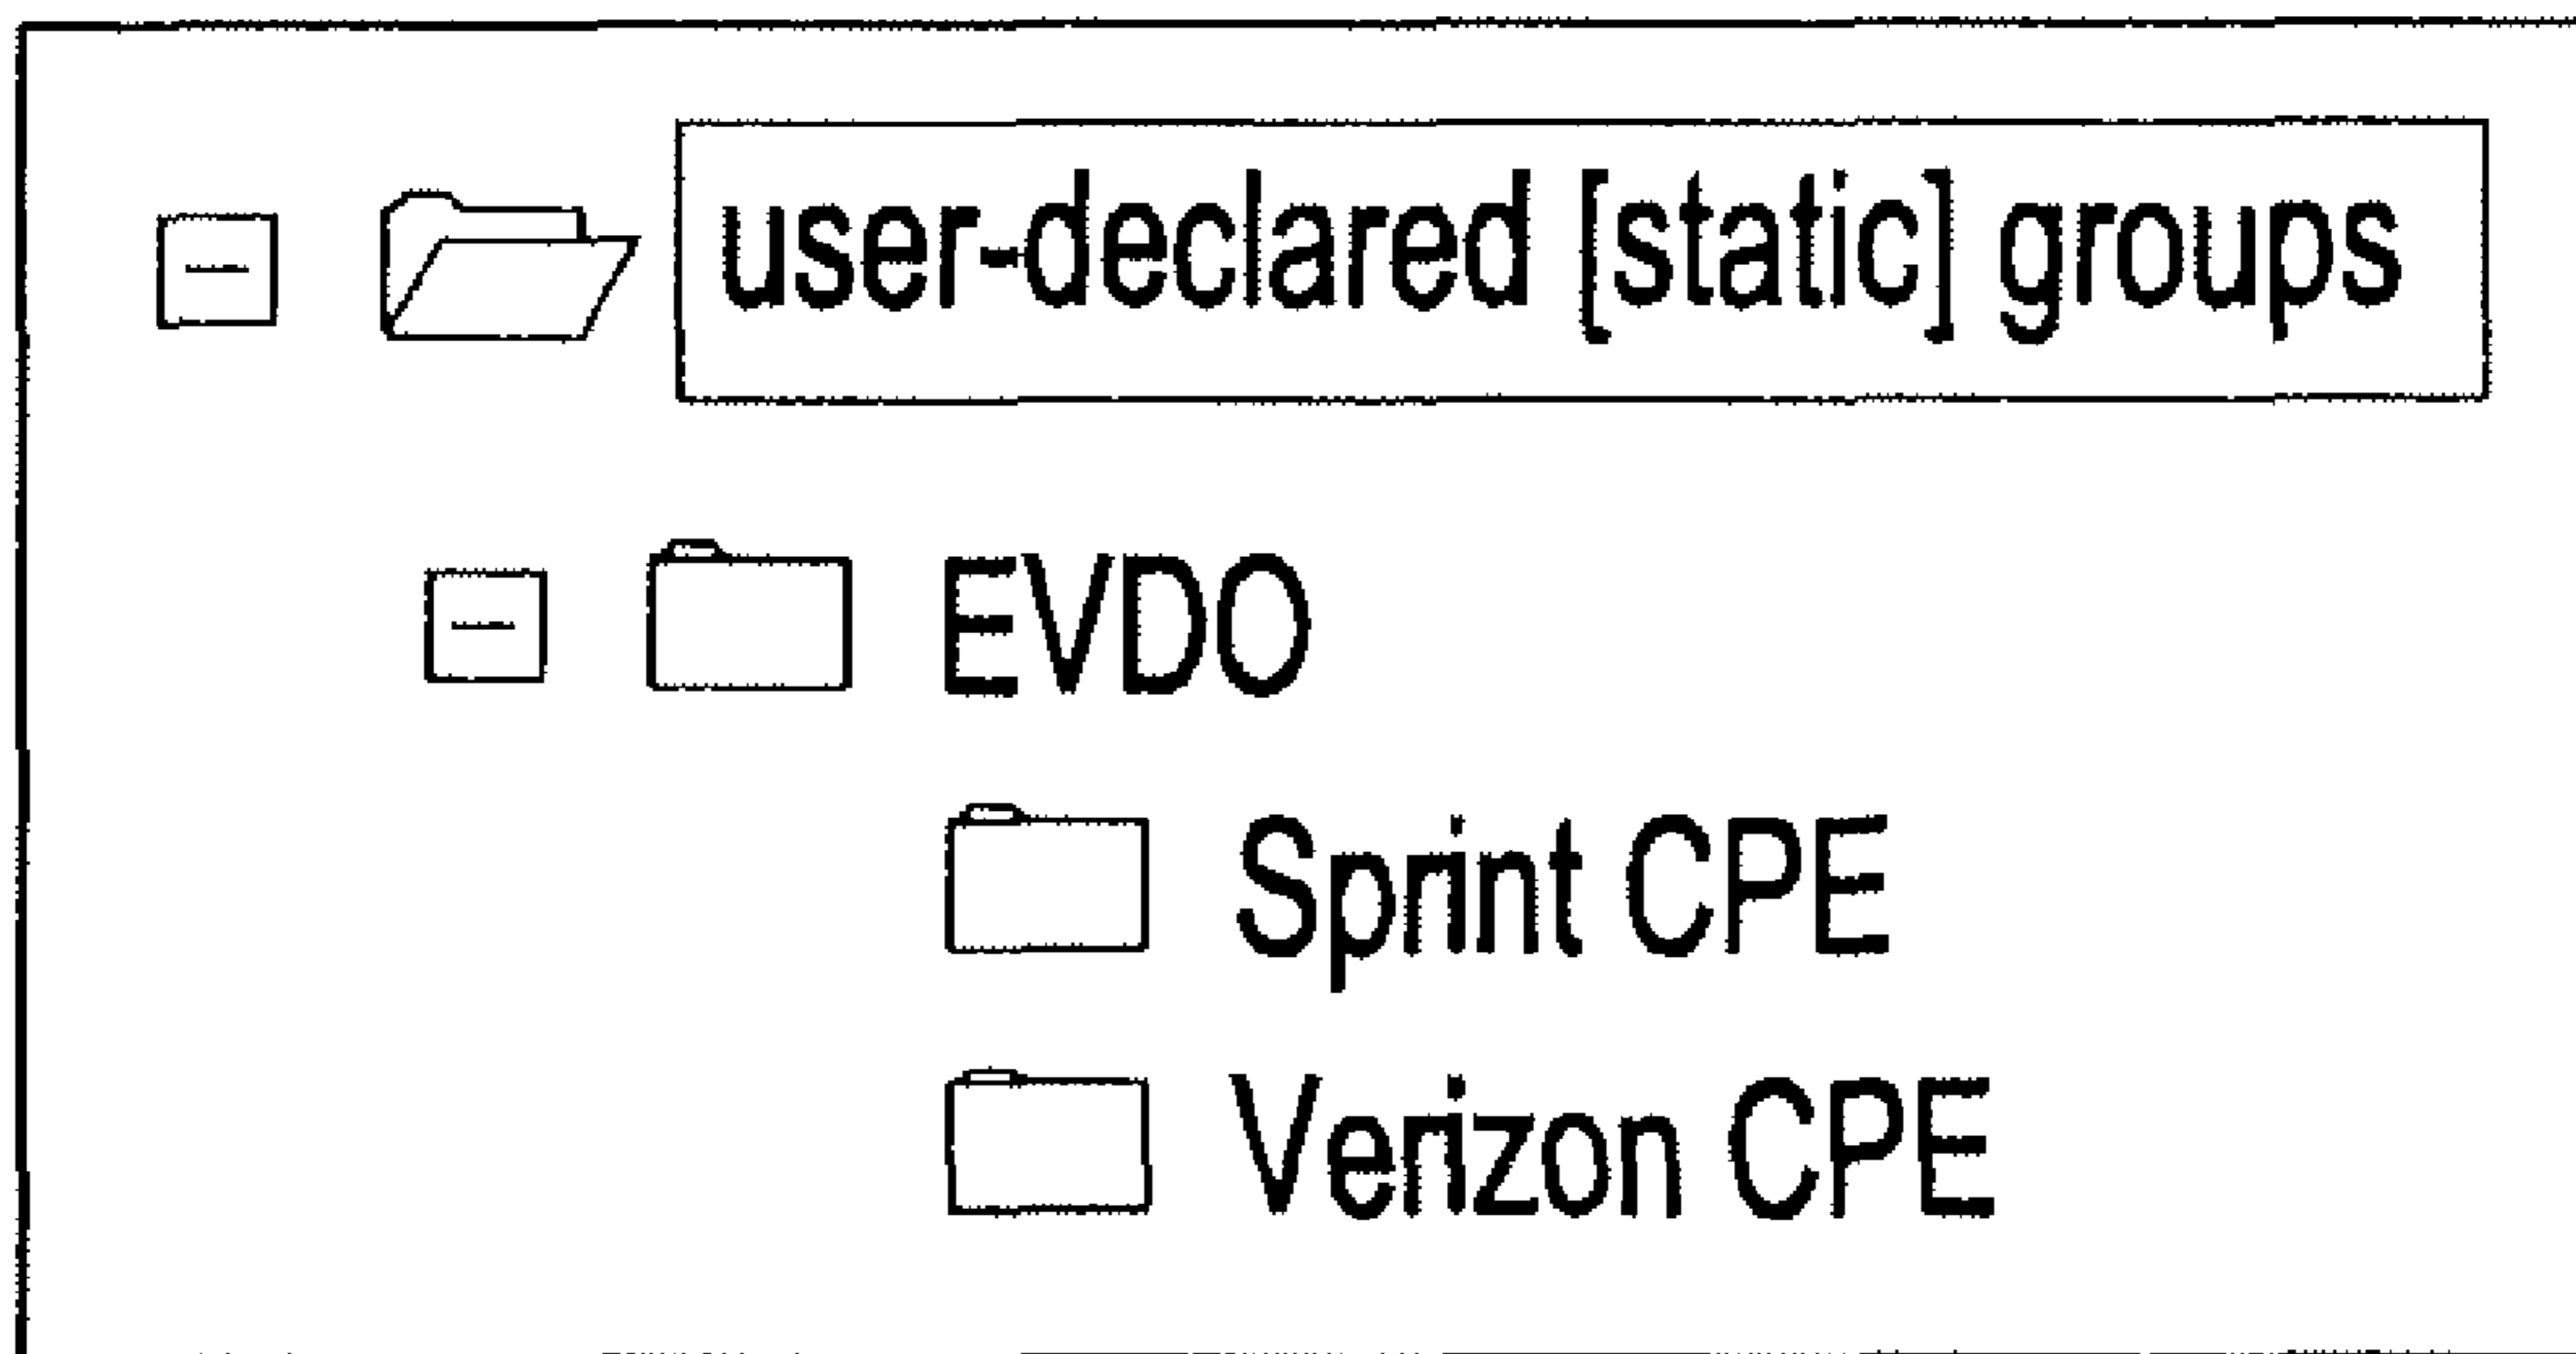 user-declared [static] groups
EVDO
Sprint CPE
Verizon CPE